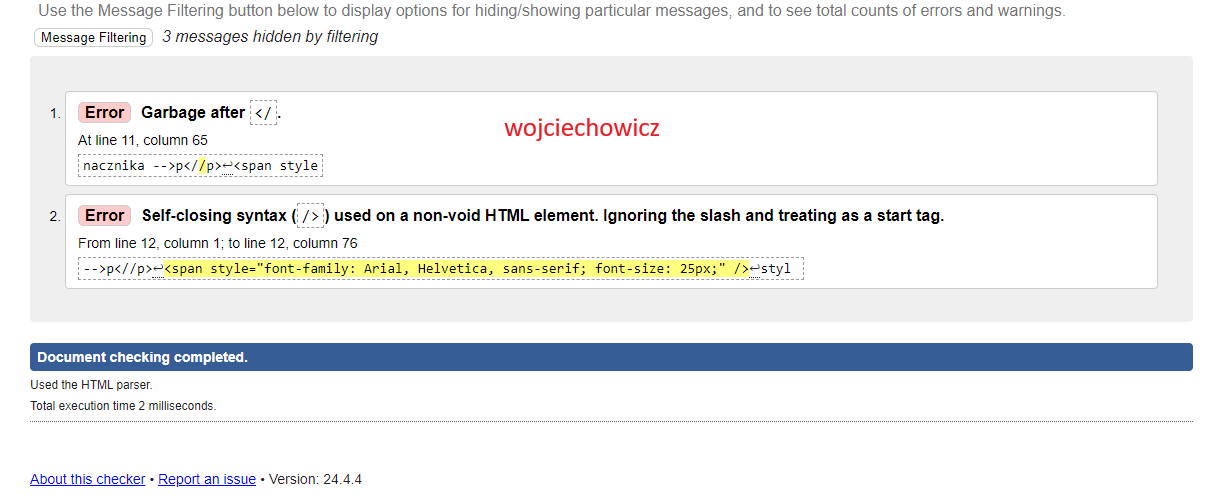 Use the Message Filtering button below to display options for hiding/showing particular messages, and to see total counts of errors and warnings.
Message Filtering 3 messages hidden by filtering
1. Error Garbage after </.
wojciechowicz
At line 11, column 65
nacznika -->p<//p>↩<span style
2. Error Self-closing syntax (/>) used on a non-void HTML element. Ignoring the slash and treating as a start tag.
From line 12, column 1; to line 12, column 76
-->p<//p>↩<span style="font-family: Arial, Helvetica, sans-serif; font-size: 25px;" />↩styl
Document checking completed.
Used the HTML parser.
Total execution time 2 milliseconds.
About this checker • Report an issue • Version: 24.4.4